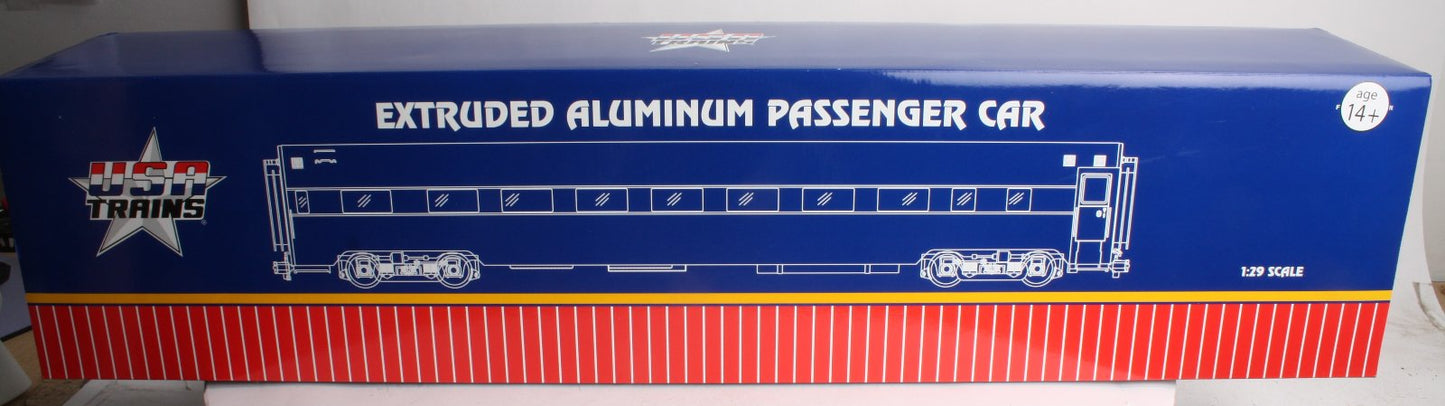 EXTRUDED ALUMINUM PASSENGER CAR
age
14+
USA
TRAINS
1:29 SCALE